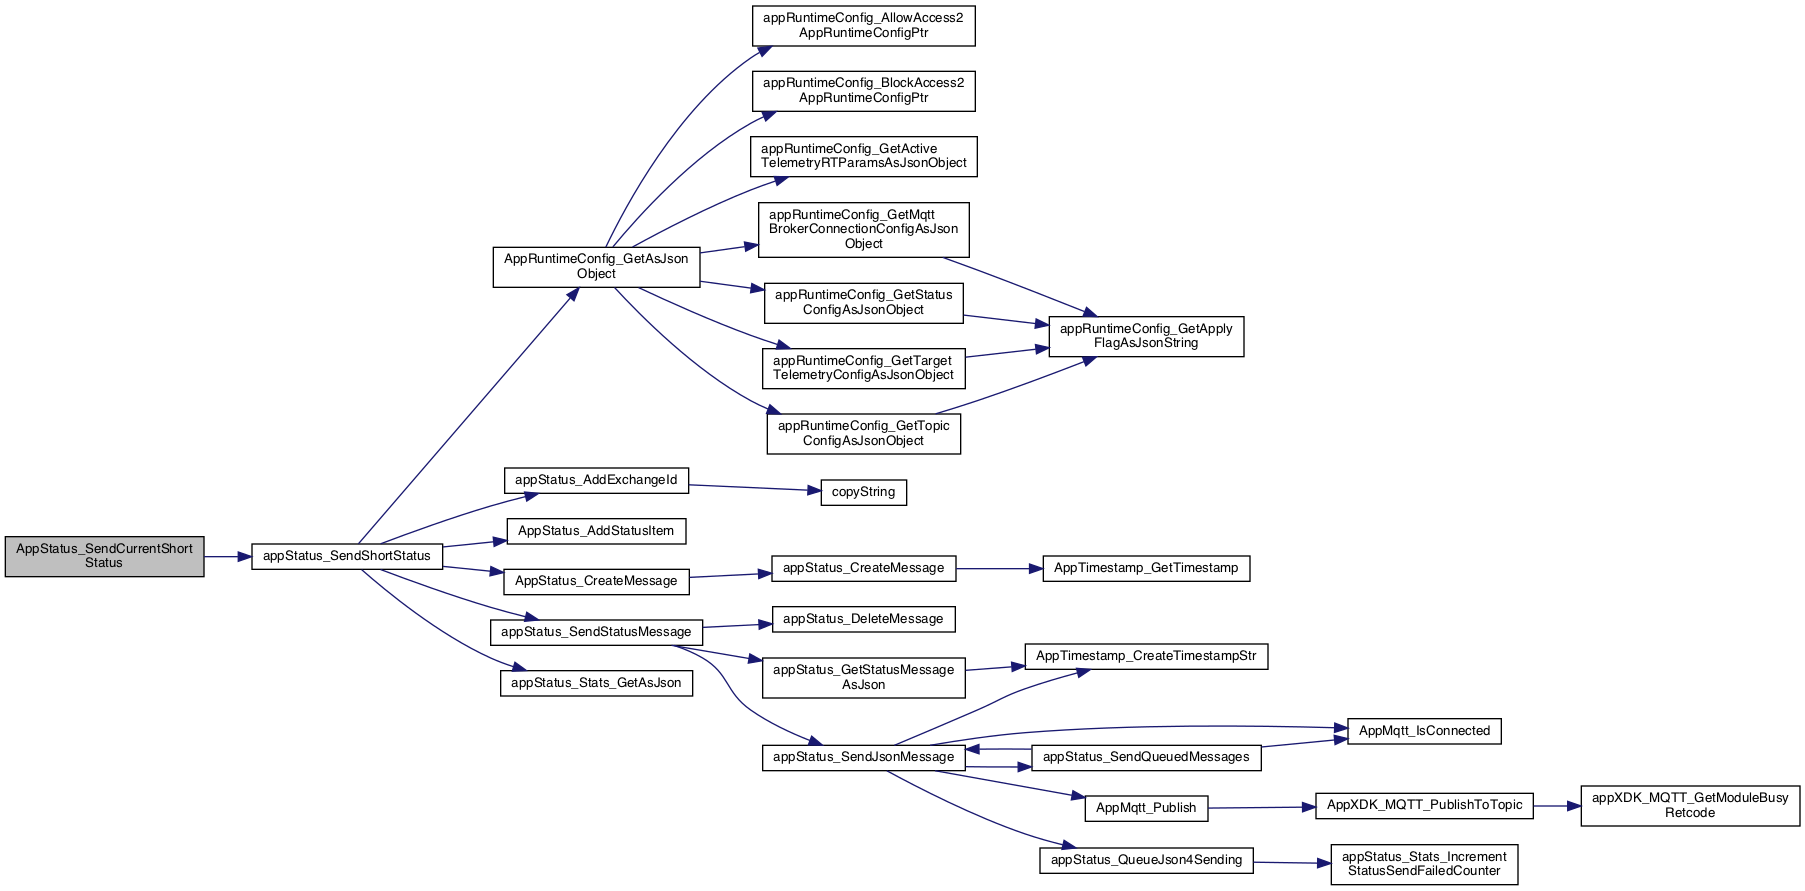 AppStatus_SendCurrentShort
Status
appStatus_SendShortStatus
AppRuntimeConfig_GetAsJson
Object
appRuntimeConfig_AllowAccess2
AppRuntimeConfigPtr
appRuntimeConfig_BlockAccess2
AppRuntimeConfigPtr
appRuntimeConfig_GetActive
TelemetryRTParamsAsJsonObject
appRuntimeConfig_GetMqtt
BrokerConnectionConfigAsJson
Object
appRuntimeConfig_GetStatus
ConfigAsJsonObject
appRuntimeConfig_GetTarget
TelemetryConfigAsJsonObject
appRuntimeConfig_GetTopic
ConfigAsJsonObject
appRuntimeConfig_GetApply
FlagAsJsonString
appStatus_AddExchangeId
copyString
AppStatus_AddStatusItem
AppStatus_CreateMessage
appStatus_CreateMessage
AppTimestamp_GetTimestamp
appStatus_SendStatusMessage
appStatus_DeleteMessage
appStatus_GetStatusMessage
AsJson
AppTimestamp_CreateTimestampStr
appStatus_Stats_GetAsJson
appStatus_SendJsonMessage
appStatus_SendQueuedMessages
AppMqtt_IsConnected
AppMqtt_Publish
AppXDK_MQTT_PublishToTopic
appXDK_MQTT_GetModuleBusy
Retcode
appStatus_QueueJson4Sending
appStatus_Stats_Increment
StatusSendFailedCounter